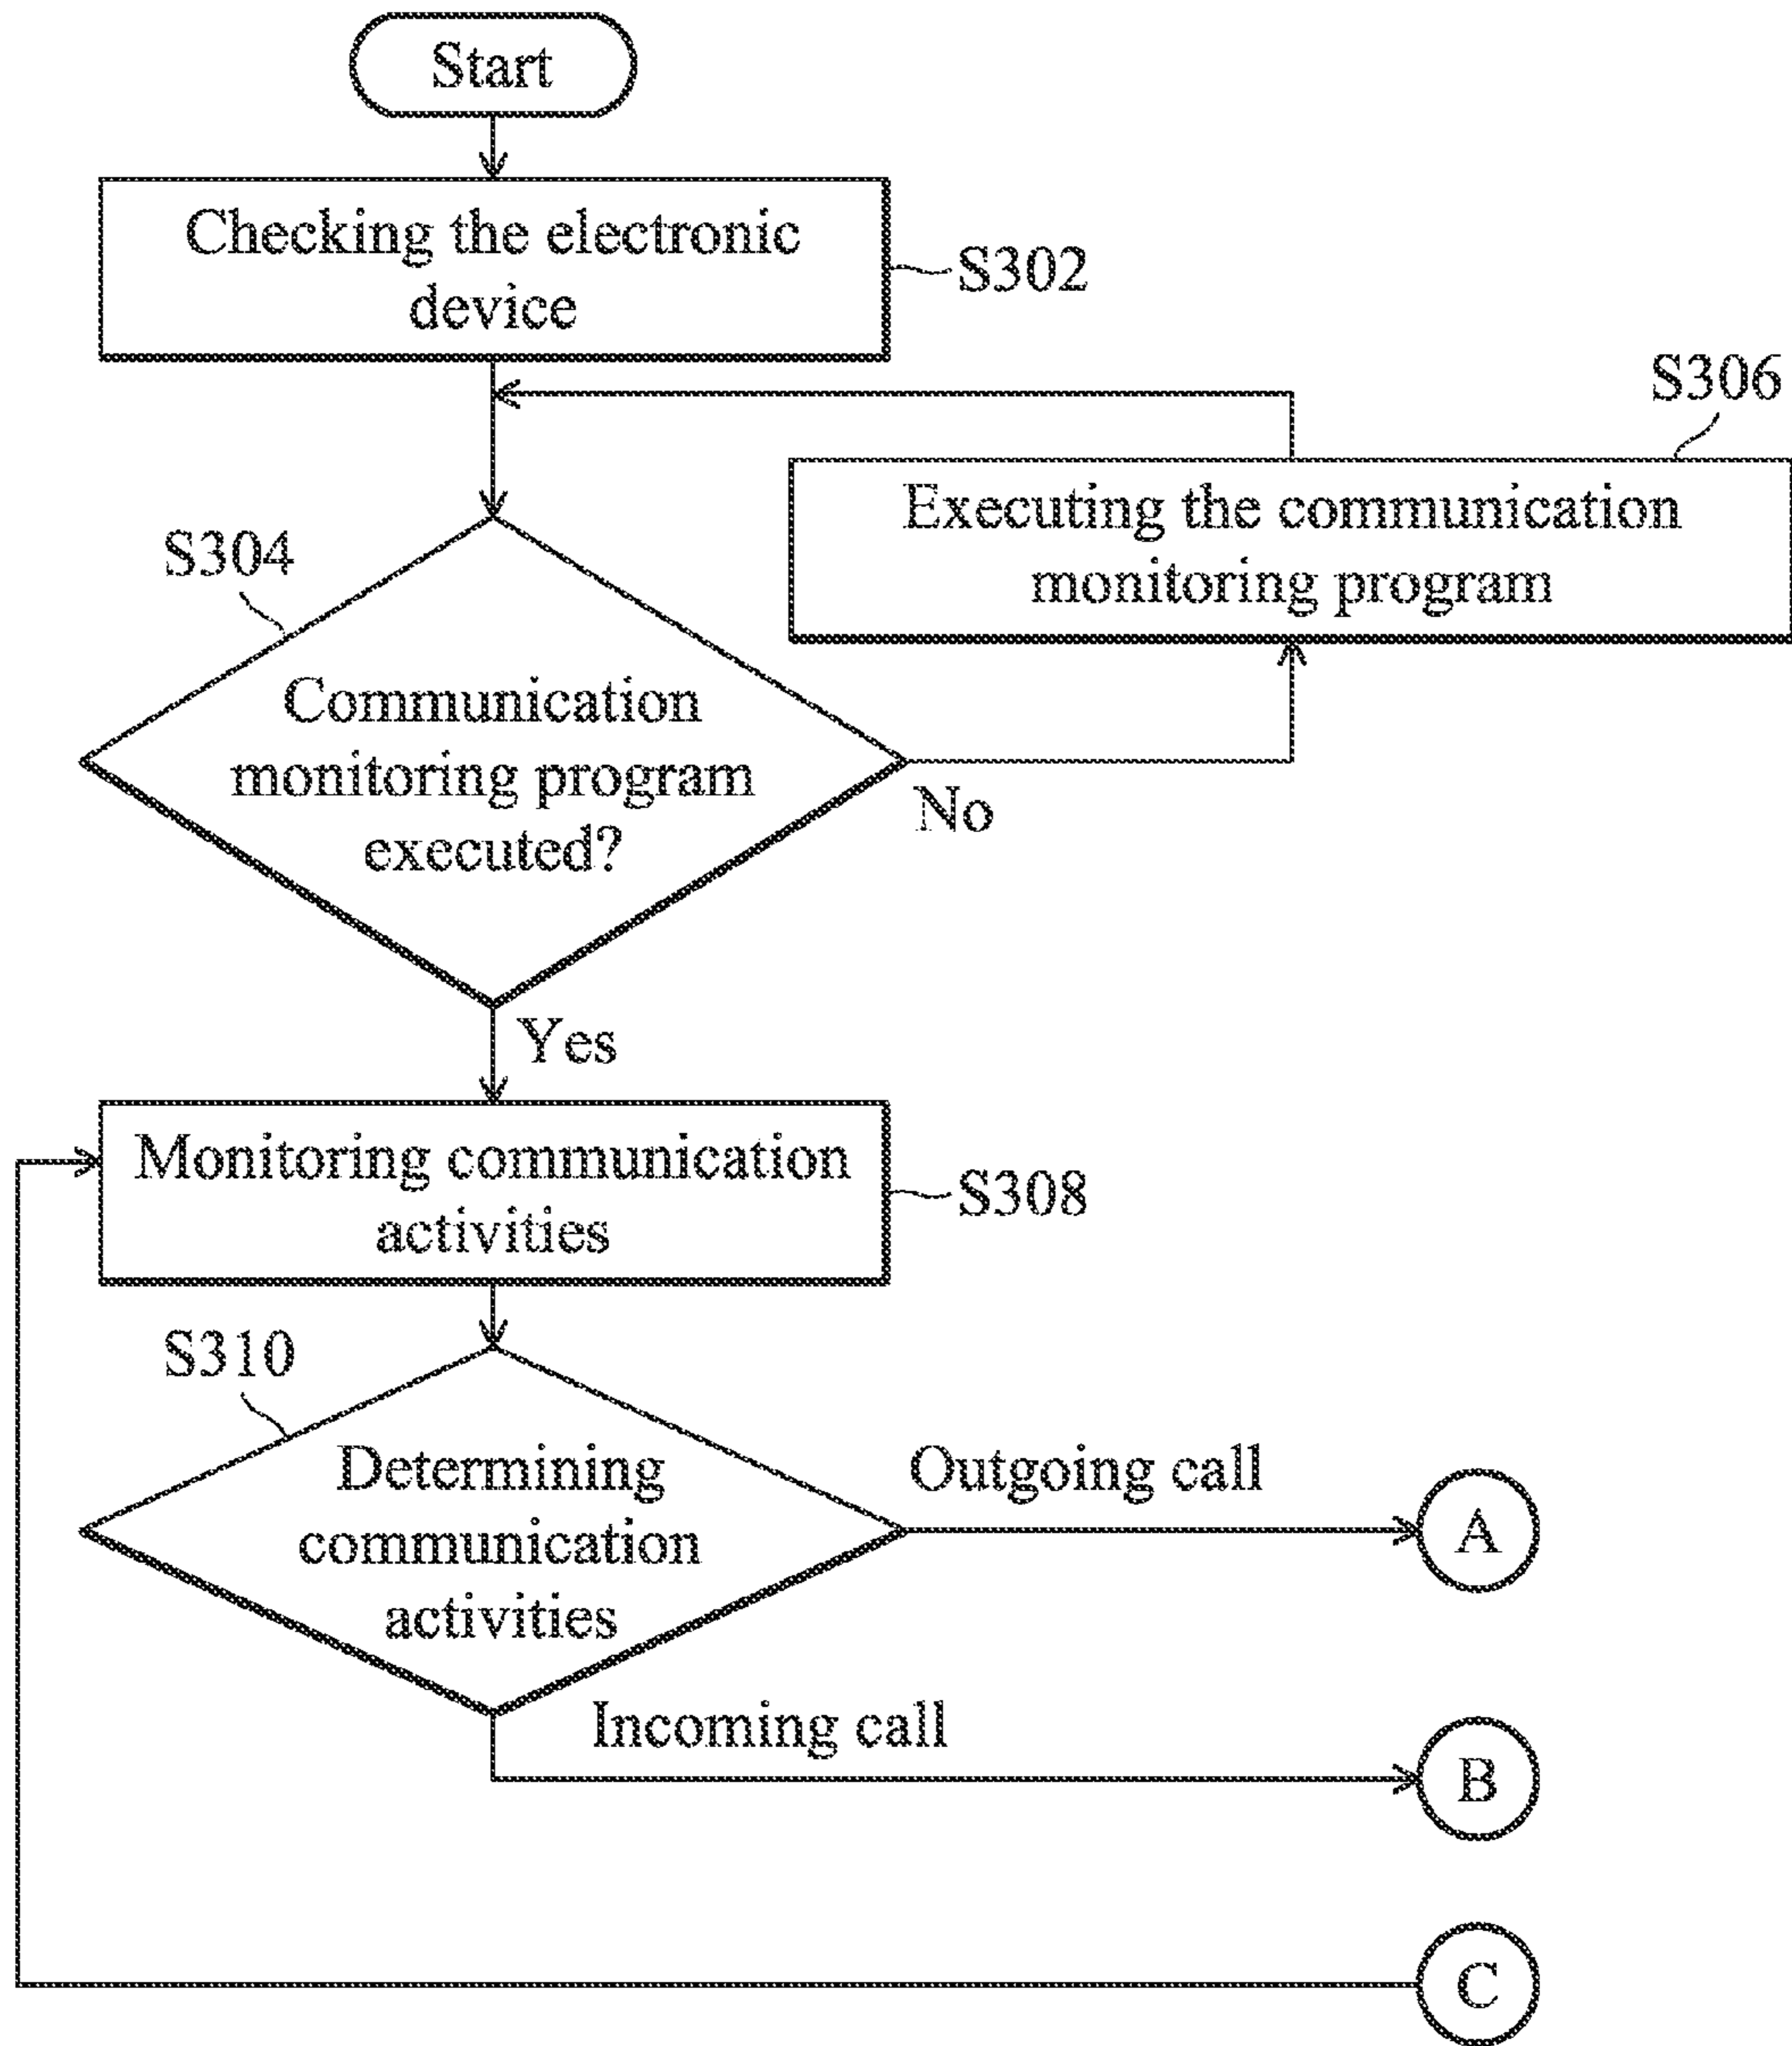 Start
Checking the electronic
device
S302
S306
Executing the communication
monitoring program
S304
Communication
monitoring program
executed?
No
Yes
Monitoring communication
activities
S308
S310
Determining
communication
activities
Outgoing call
A
Incoming call
B
C